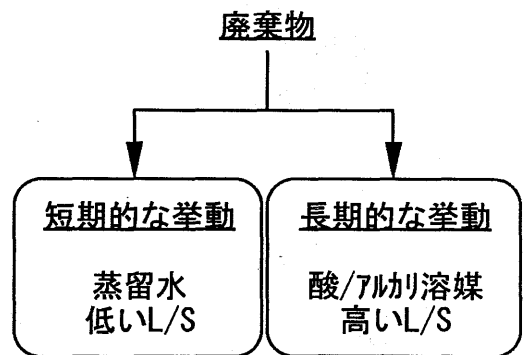 廃棄物
短期的な挙動
蒸留水
低いL/S
長期的な挙動
酸/ｱﾙｶﾘ溶媒
高いL/S